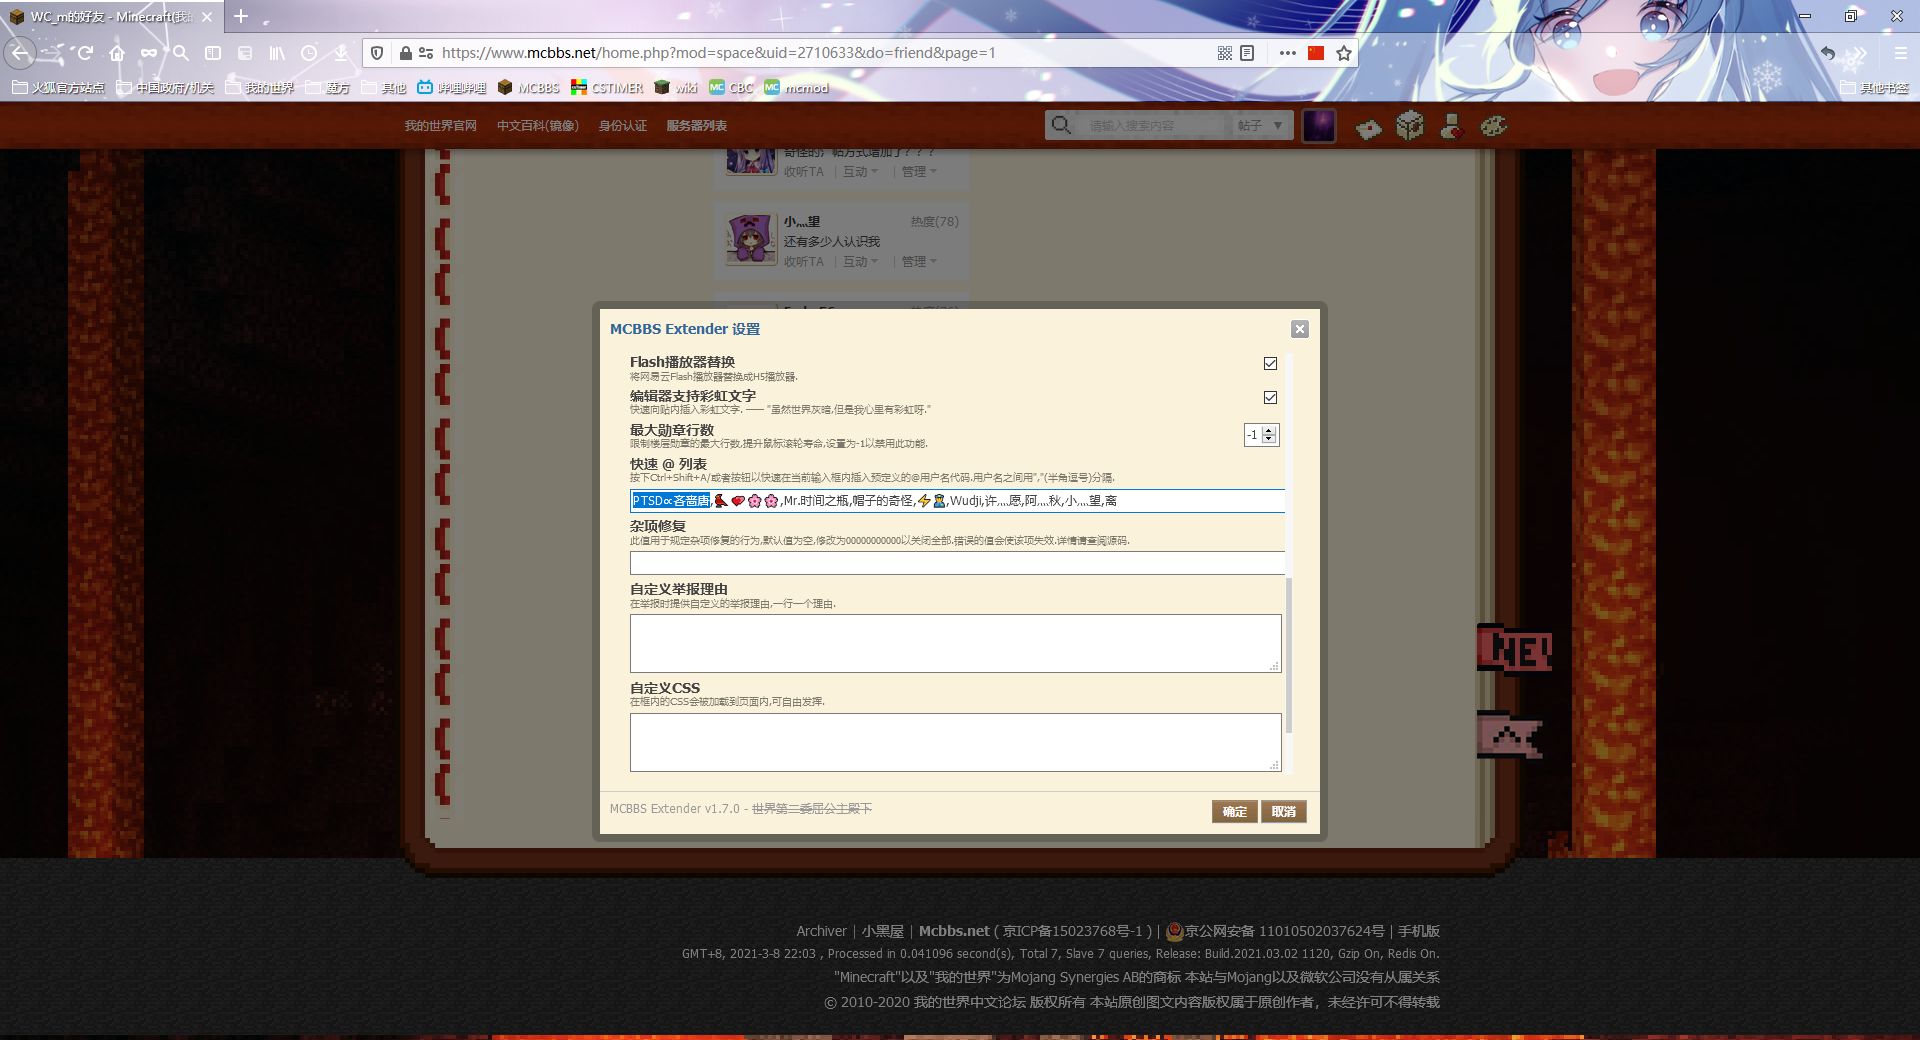 WC_m的好友 - Minecraft(我的
https://www.mcbbs.net/home.php?mod=space&uid=2710633&do=friend&page=1
火狐官方站点 中国政府/机关 我的世界 魔方 其他 哔哩哔哩 MCBBS CSTIMER wiki CBC mcmod 其他书签
我的世界官网 中文百科(镜像) 身份认证 服务器列表 请输入搜索内容 帖子
收听TA 互动 管理
小灬望 热度(78)
还有多少人认识我
收听TA 互动 管理
MCBBS Extender 设置
Flash播放器替换
将网易云Flash播放器替换成H5播放器.
编辑器支持彩虹文字
快速向贴内插入彩虹文字. —— "虽然世界灰暗,但是我心里有彩虹呀."
最大勋章行数
限制楼层勋章的最大行数,提升鼠标滚轮寿命,设置为-1以禁用此功能.
-1
快速 @ 列表
按下Ctrl+Shift+A/或者按钮以快速在当前输入框内插入预定义的@用户名代码.用户名之间用","(半角逗号)分隔.
PTSD∝吝啬唐,🐦❤🌸🌸,Mr.时间之瓶,帽子的奇怪,⚡👮,Wudji,许灬愿,阿灬秋,小灬望,离
杂项修复
此值用于规定杂项修复的行为,默认值为空,修改为00000000000以关闭全部.错误的值会使该项失效.详情请查阅源码.
自定义举报理由
在举报时提供自定义的举报理由,一行一个理由.
自定义CSS
在框内的CSS会被加载到页面内,可自由发挥.
MCBBS Extender v1.7.0 - 世界第二委屈公主殿下
确定 取消
NEW
Archiver | 小黑屋 | Mcbbs.net ( 京ICP备15023768号-1 ) | 京公网安备 11010502037624号 | 手机版
GMT+8, 2021-3-8 22:03 , Processed in 0.041096 second(s), Total 7, Slave 7 queries, Release: Build.2021.03.02 1120, Gzip On, Redis On.
"Minecraft"以及"我的世界"为Mojang Synergies AB的商标 本站与Mojang以及微软公司没有从属关系
© 2010-2020 我的世界中文论坛 版权所有 本站原创图文内容版权属于原创作者，未经许可不得转载